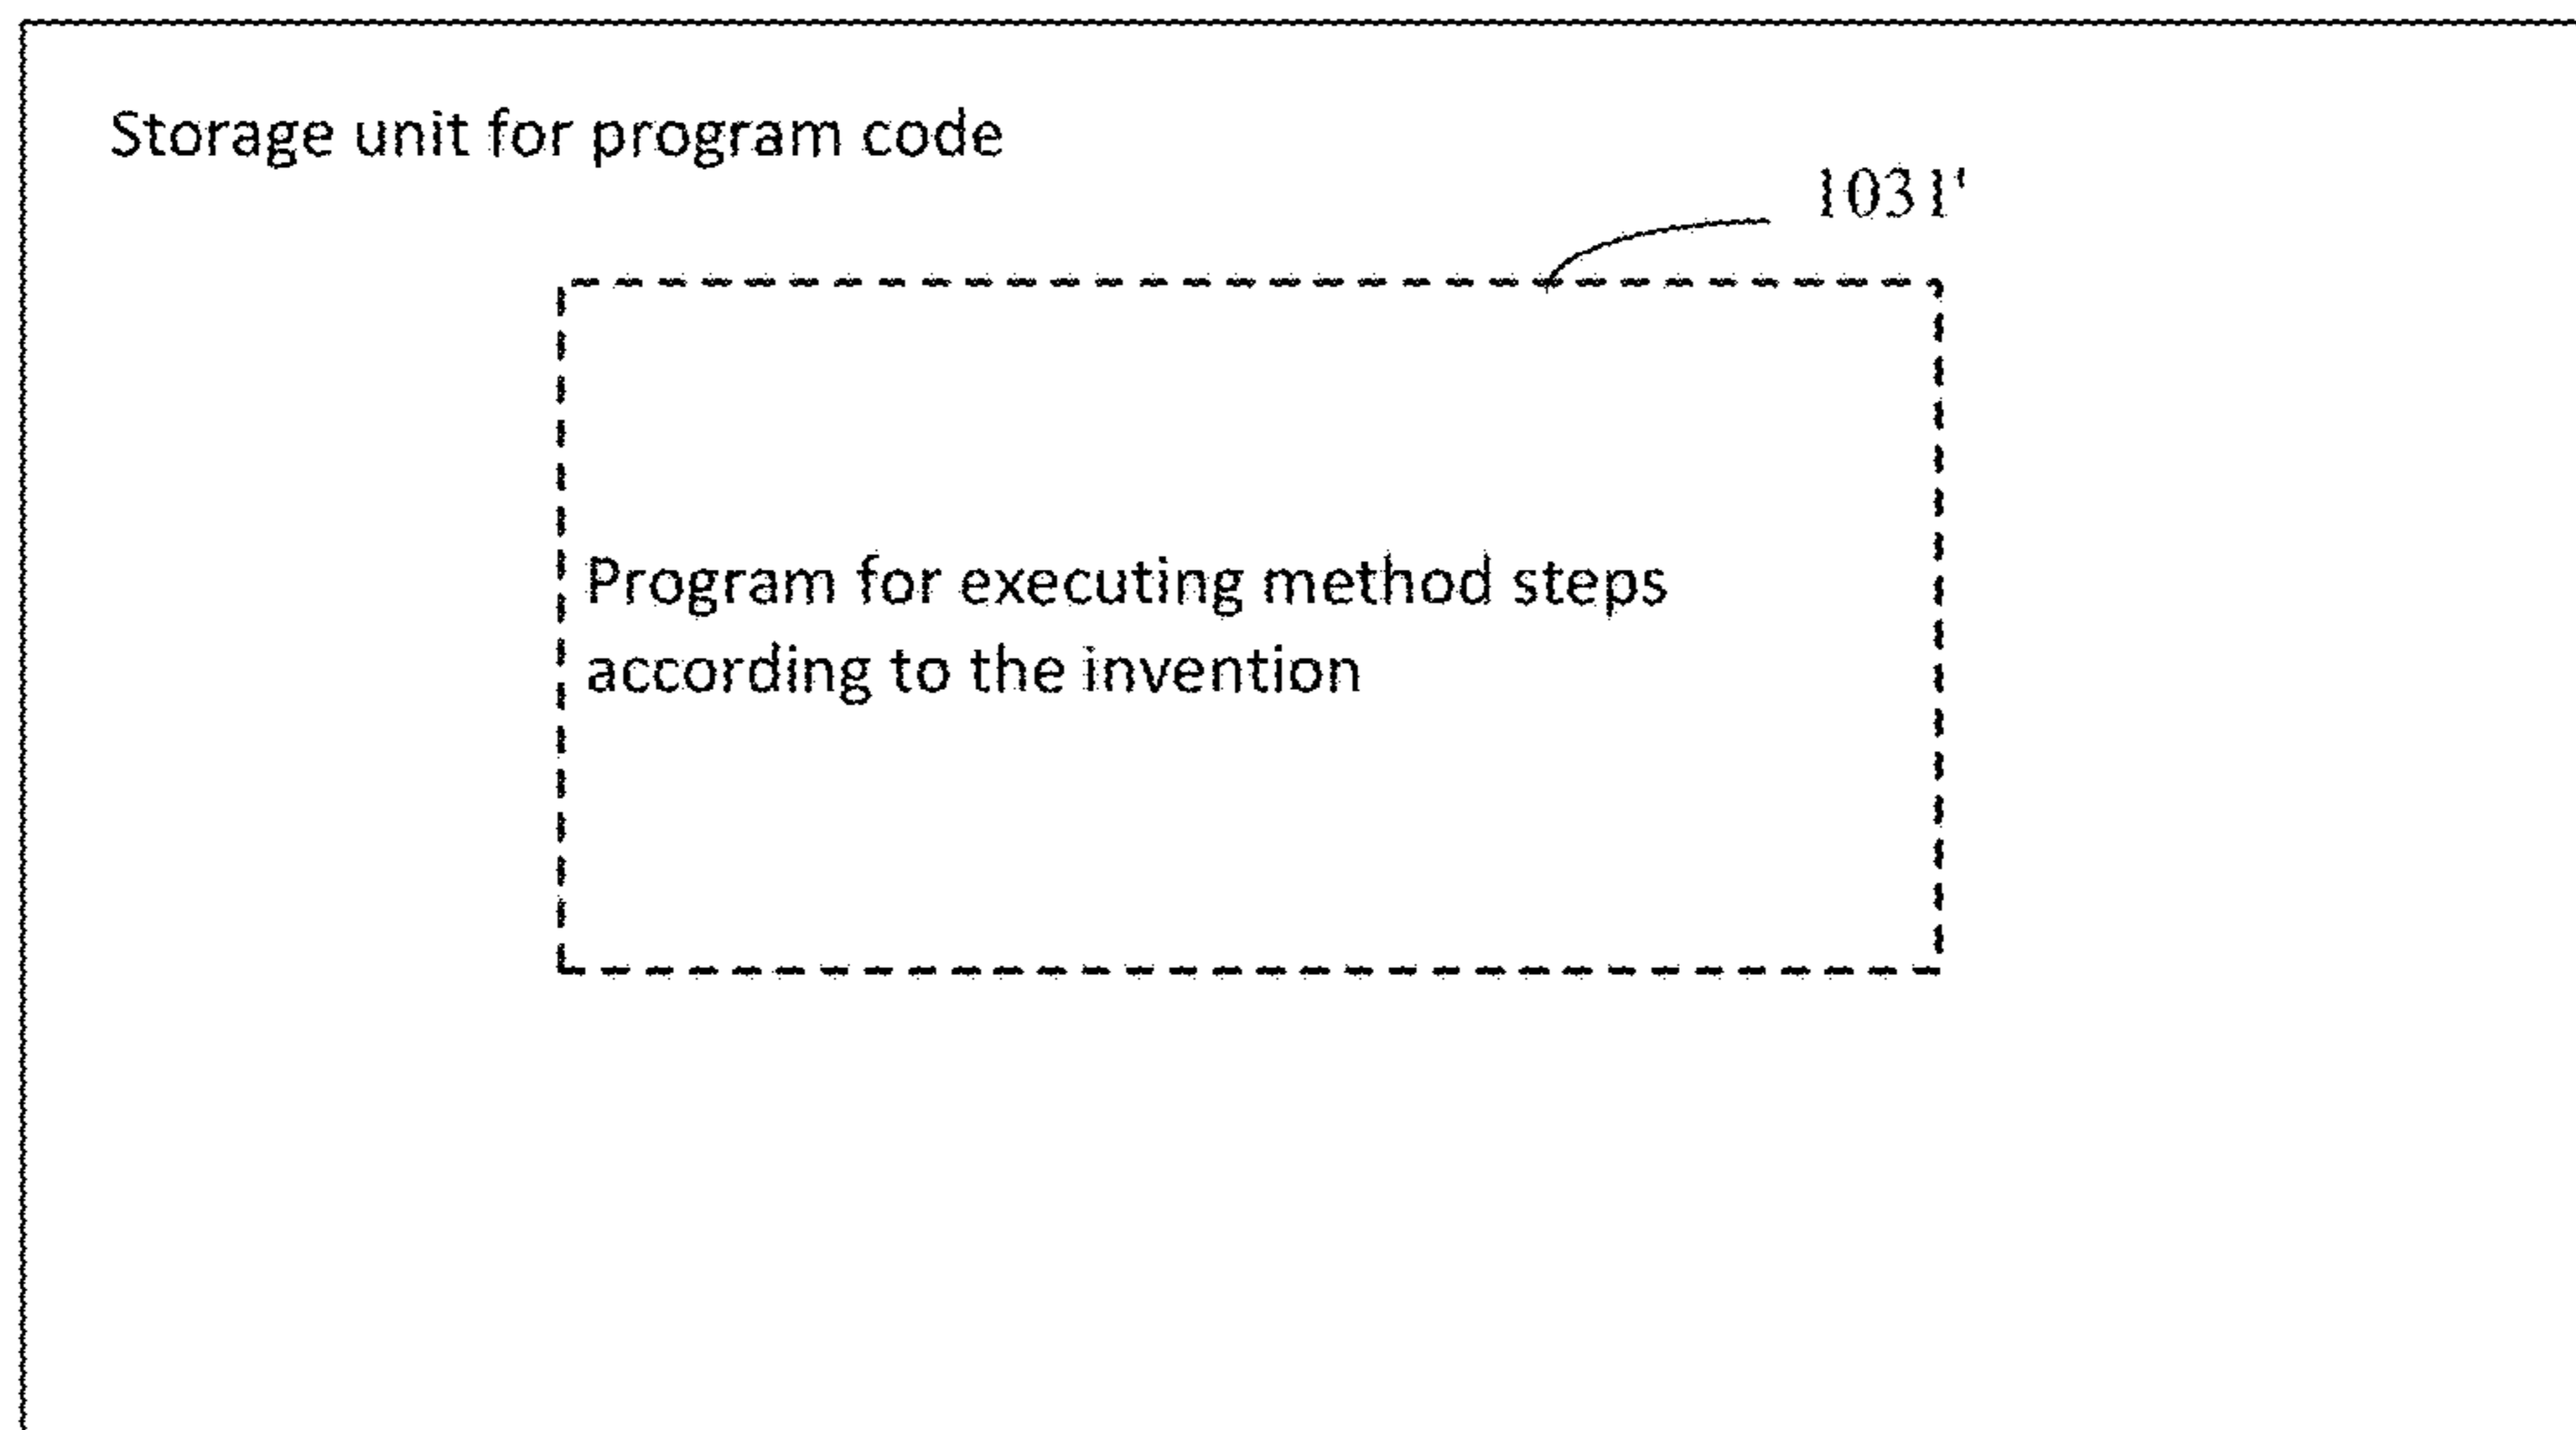 Storage unit for program code
1031'
Program for executing method steps
according to the invention